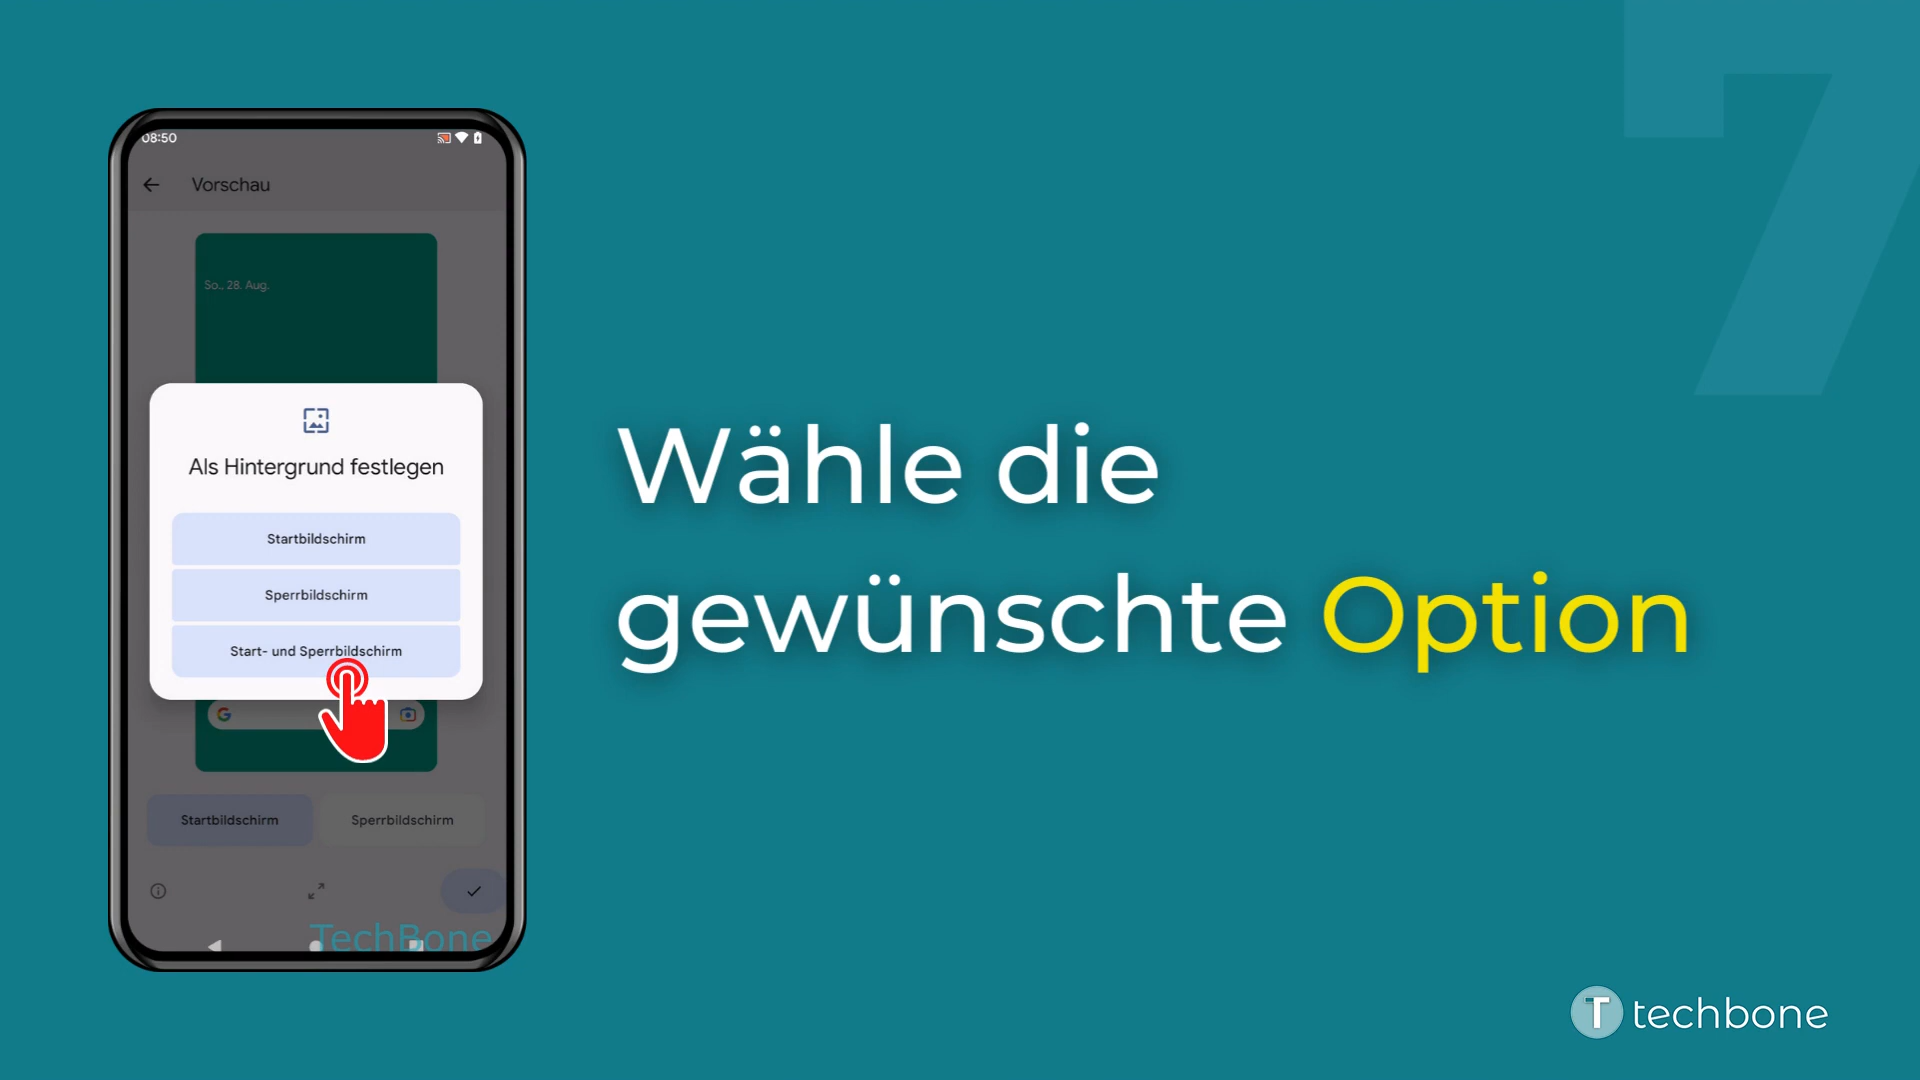 7
08:50
Vorschau
So., 28. Aug.
Als Hintergrund festlegen
Startbildschirm
Sperrbildschirm
Start- und Sperrbildschirm
G
Startbildschirm Sperrbildschirm
TechBone
Wähle die
gewünschte Option
T techbone